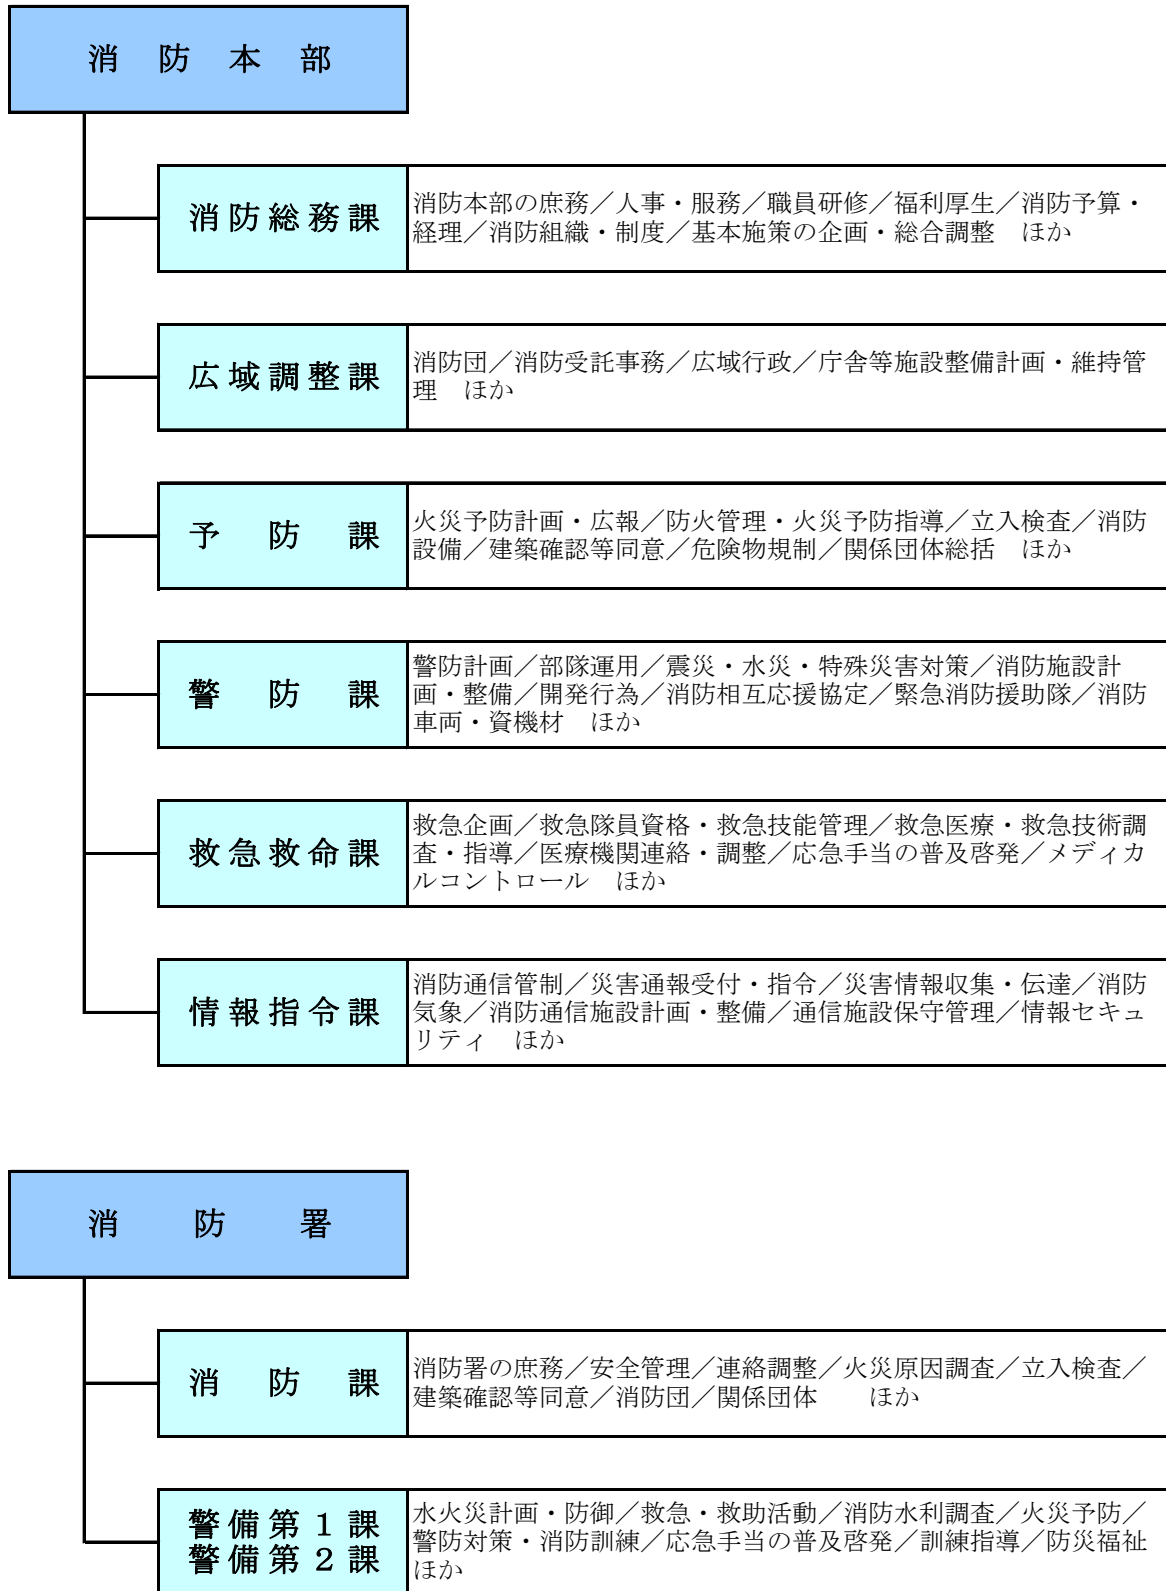 消防本部
消防総務課
消防本部の庶務／人事・服務／職員研修／福利厚生／消防予算・
経理／消防組織・制度／基本施策の企画・総合調整　ほか
広域調整課
消防団／消防受託事務／広域行政／庁舎等施設整備計画・維持管
理　ほか
予防課
火災予防計画・広報／防火管理・火災予防指導／立入検査／消防
設備／建築確認等同意／危険物規制／関係団体総括　ほか
警防課
警防計画／部隊運用／震災・水災・特殊災害対策／消防施設計
画・整備／開発行為／消防相互応援協定／緊急消防援助隊／消防
車両・資機材　ほか
救急救命課
救急企画／救急隊員資格・救急技能管理／救急医療・救急技術調
査・指導／医療機関連絡・調整／応急手当の普及啓発／メディカ
ルコントロール　ほか
情報指令課
消防通信管制／災害通報受付・指令／災害情報収集・伝達／消防
気象／消防通信施設計画・整備／通信施設保守管理／情報セキュ
リティ　ほか
消防署
消防課
消防署の庶務／安全管理／連絡調整／火災原因調査／立入検査／
建築確認等同意／消防団／関係団体　　ほか
警備第１課
警備第２課
水火災計画・防御／救急・救助活動／消防水利調査／火災予防／
警防対策・消防訓練／応急手当の普及啓発／訓練指導／防災福祉
ほか